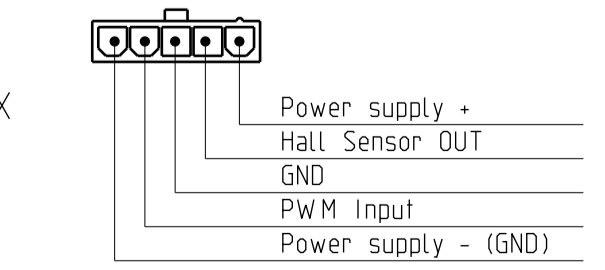 X
Power supply +
Hall Sensor OUT
GND
PWM Input
Power supply - (GND)